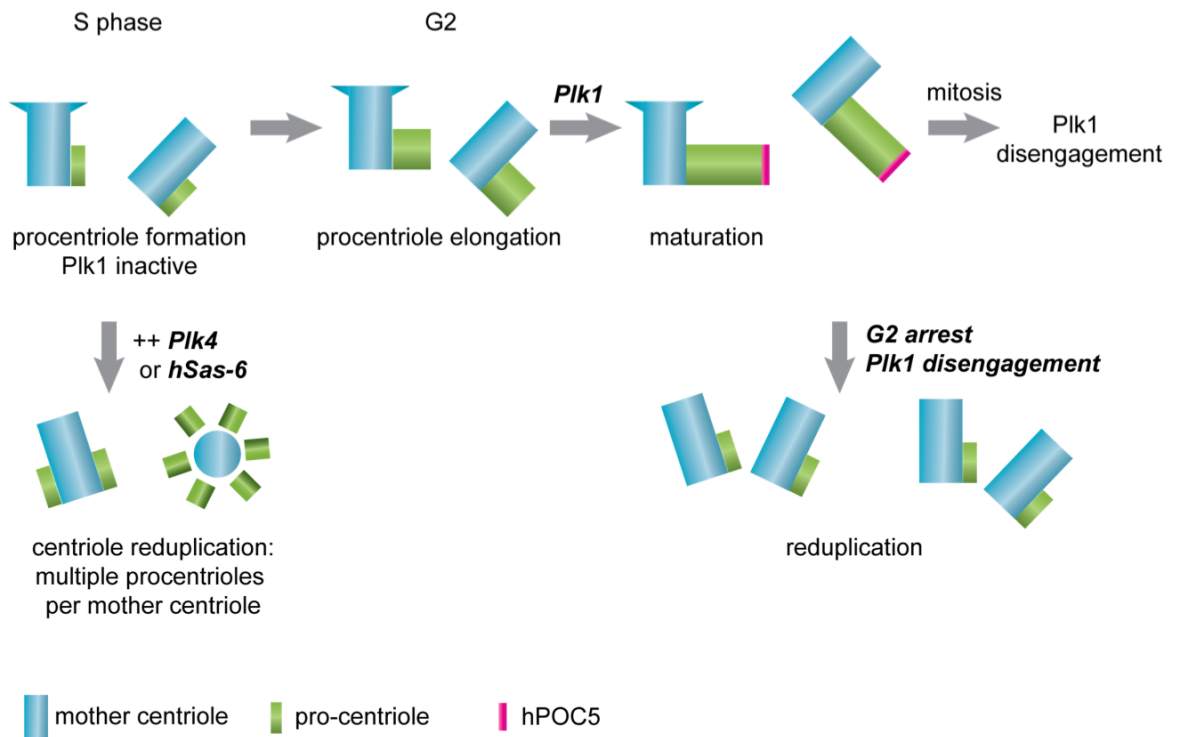 S phase
G2
Plk1
mitosis
Plk1
disengagement
procentriole formation
Plk1 inactive
procentriole elongation
maturation
++ Plk4
or hSas-6
G2 arrest
Plk1 disengagement
centriole reduplication:
multiple procentrioles
per mother centriole
reduplication
mother centriole
pro-centriole
hPOC5